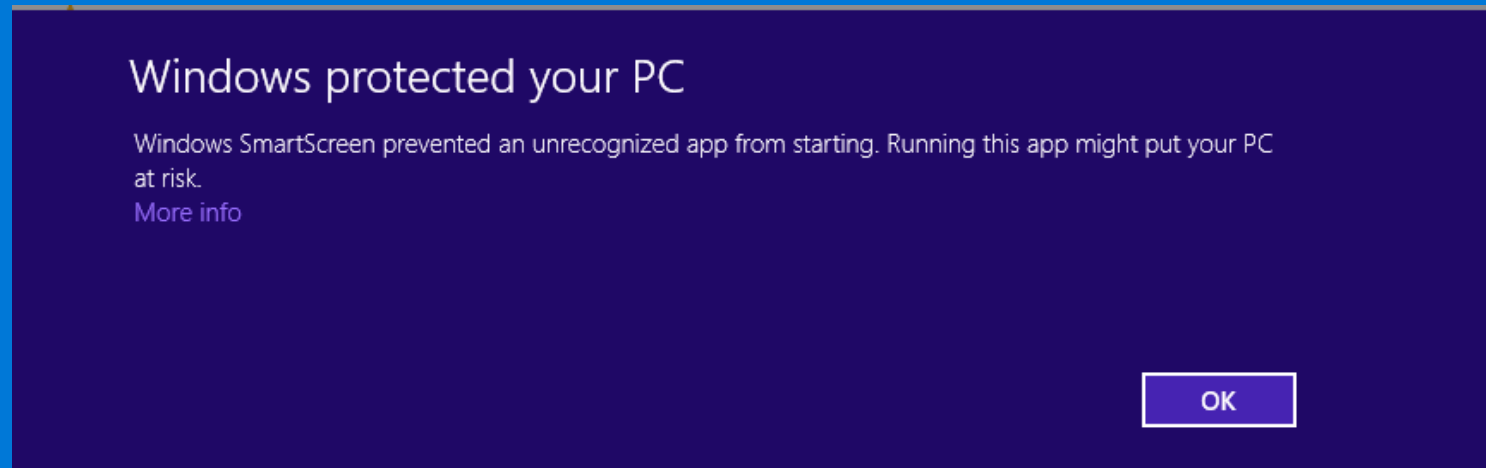 Windows protected your PC
Windows SmartScreen prevented an unrecognized app from starting. Running this app might put your PC
at risk.
More info
OK